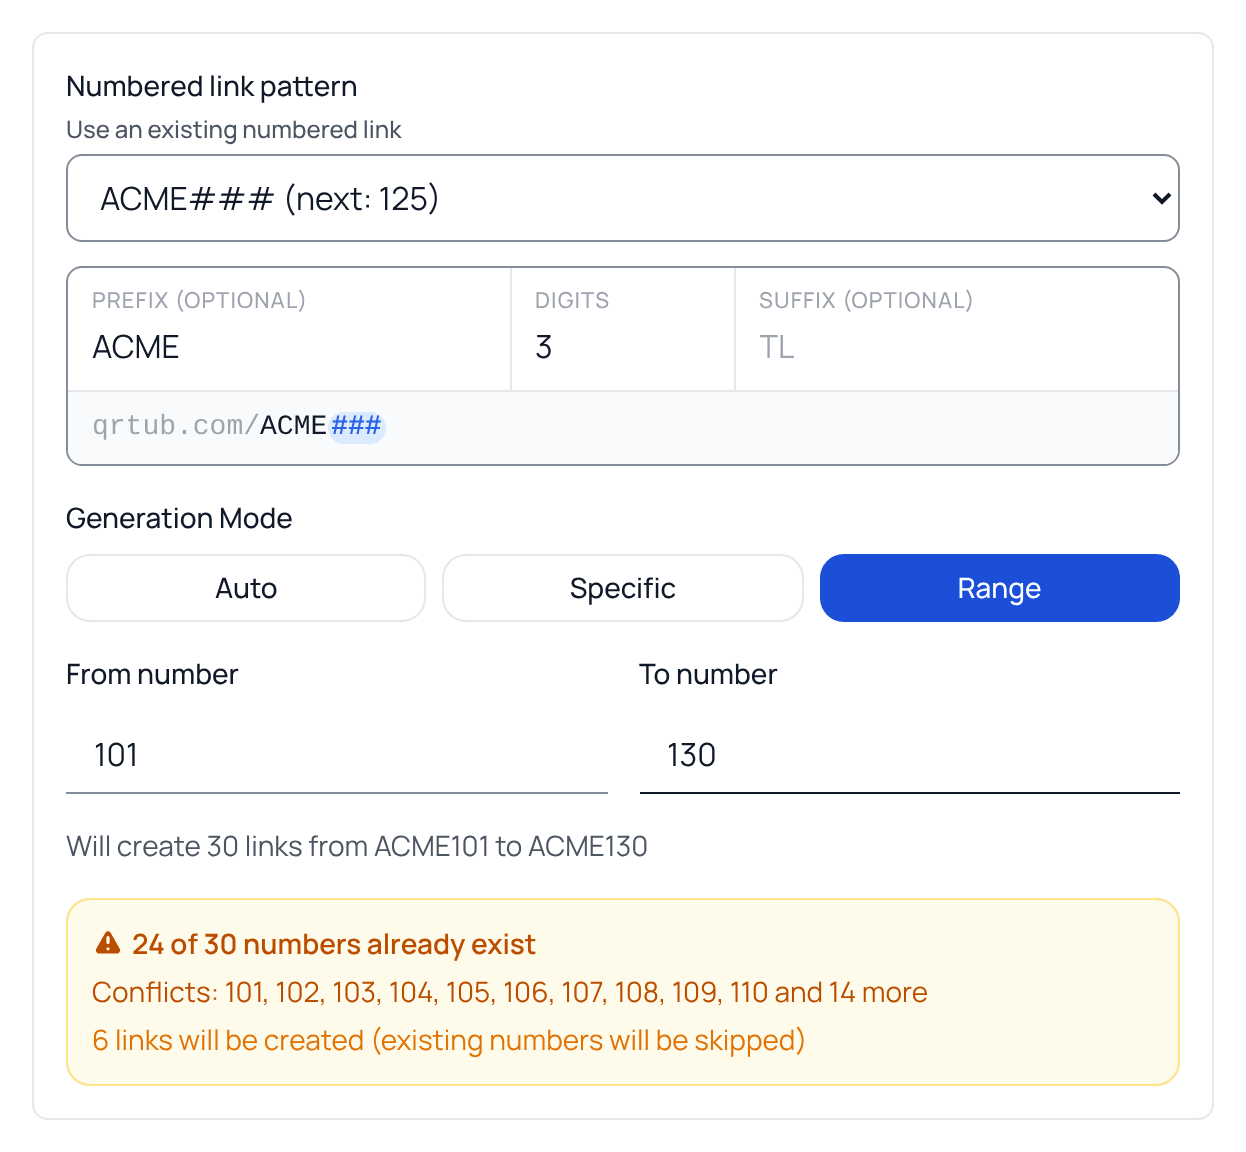 Numbered link pattern
Use an existing numbered link
ACME### (next: 125)
PREFIX (OPTIONAL)
ACME
DIGITS
3
SUFFIX (OPTIONAL)
TL
qrtub.com/ACME###
Generation Mode
Auto
Specific
Range
From number
To number
101
130
Will create 30 links from ACME101 to ACME130
24 of 30 numbers already exist
Conflicts: 101, 102, 103, 104, 105, 106, 107, 108, 109, 110 and 14 more
6 links will be created (existing numbers will be skipped)